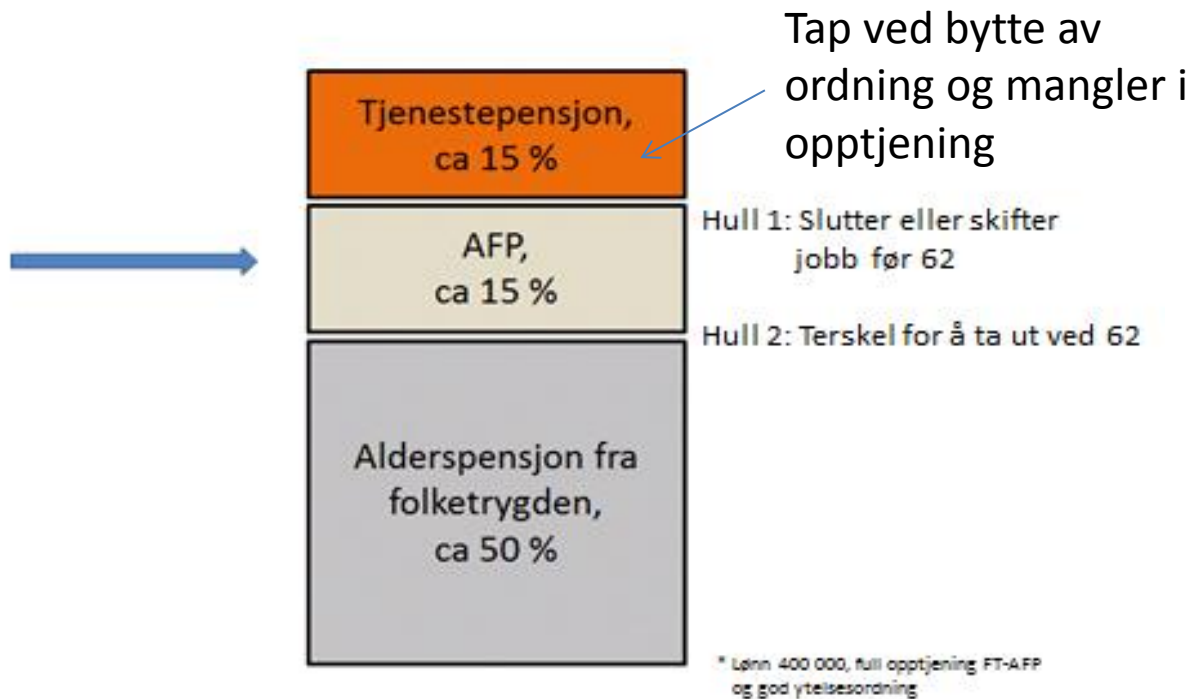 Tap ved bytte av
ordning og mangler i
opptjening
Tjenestepensjon,
ca 15 %
Hull 1: Slutter eller skifter
jobb før 62
AFP,
ca 15 %
Hull 2: Terskel for å ta ut ved 62
Alderspensjon fra
folketrygden,
ca 50 %
* Lønn 400 000, full opptjening FT-AFP
og god ytelsesordning